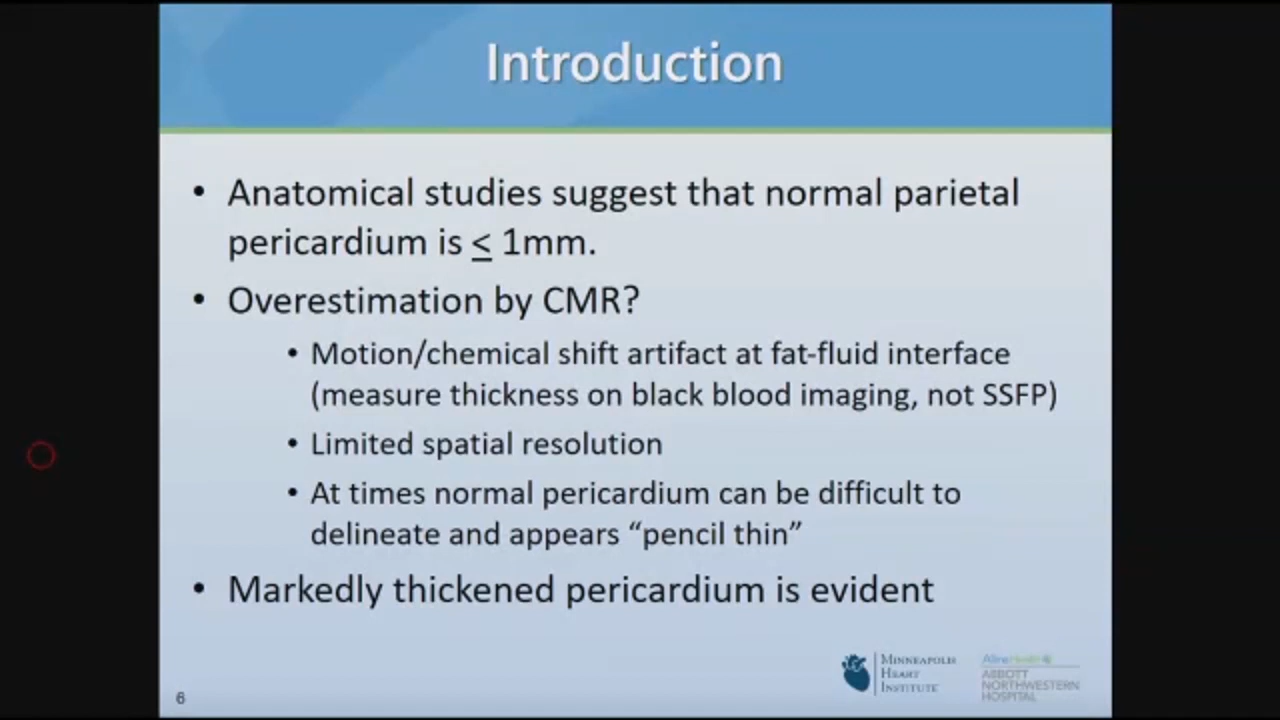 Introduction
• Anatomical studies suggest that normal parietal
pericardium is ≤ 1mm.
• Overestimation by CMR?
• Motion/chemical shift artifact at fat-fluid interface
(measure thickness on black blood imaging, not SSFP)
• Limited spatial resolution
• At times normal pericardium can be difficult to
delineate and appears “pencil thin”
• Markedly thickened pericardium is evident
MINNEAPOLIS
HEART
INSTITUTE
AllinaHealth
ABBOTT
NORTHWESTERN
HOSPITAL
6